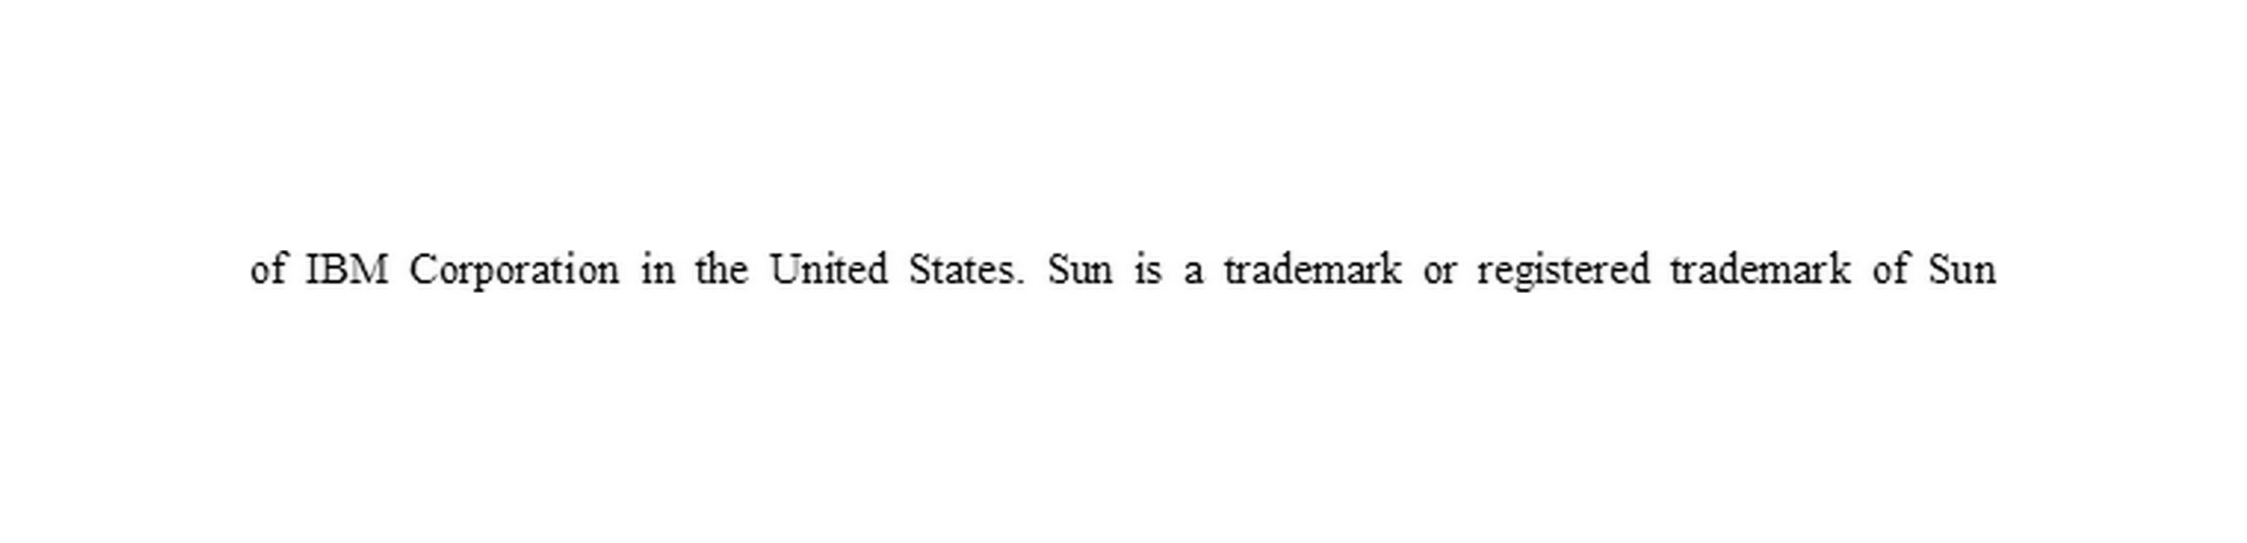 of IBM Corporation in the United States. Sun is a trademark or registered trademark of Sun